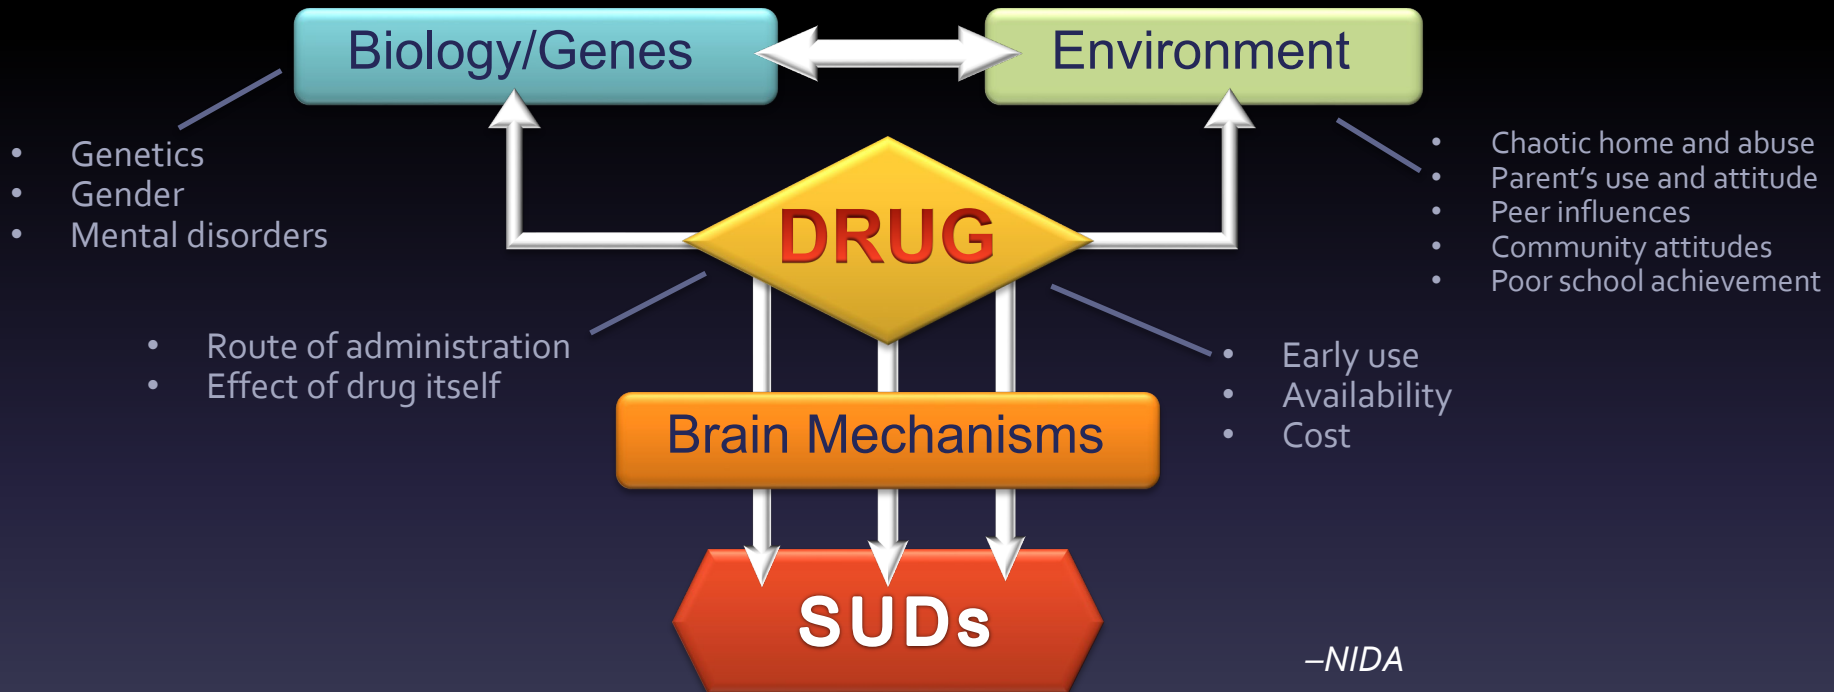 Biology/Genes
Environment
• Genetics
• Gender
• Mental disorders
• Chaotic home and abuse
• Parent’s use and attitude
• Peer influences
• Community attitudes
• Poor school achievement
DRUG
• Route of administration
• Effect of drug itself
• Early use
• Availability
• Cost
Brain Mechanisms
SUDs
–NIDA